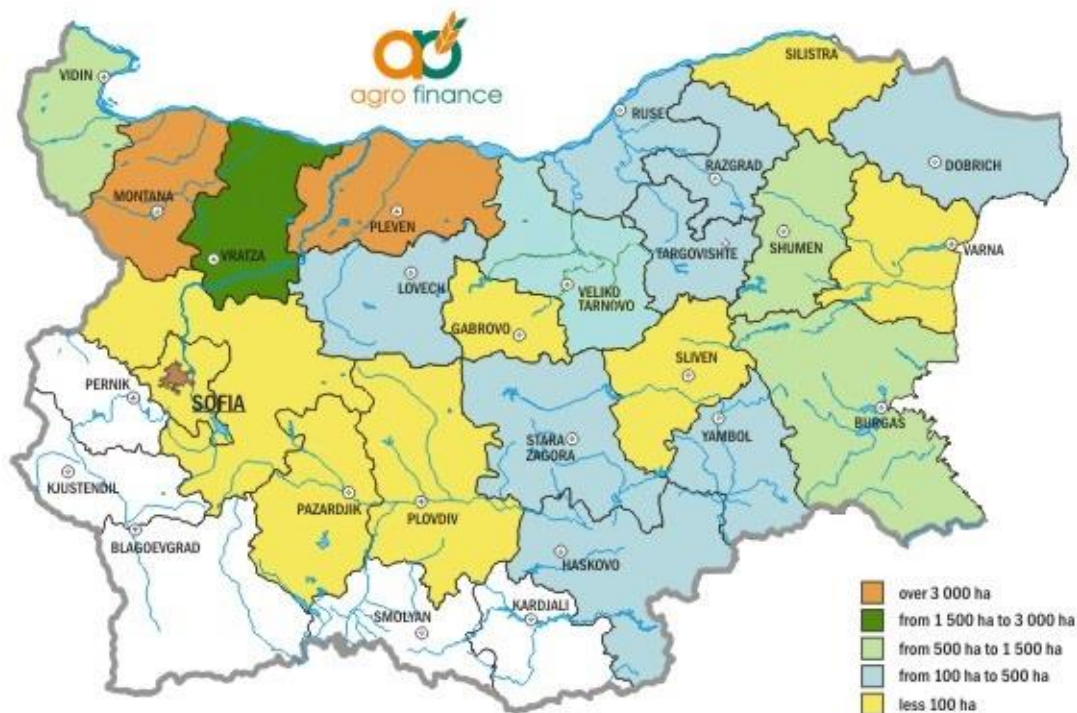 ao
agro finance
SILISTRA
VIDIN
RUSE
RAZGRAD
DOBRICH
MONTANA
PLEVEN
TARGOVISHTE
SHUMEN
VARNA
VRATZA
LOVECH
VELIKO
TARNOVO
GABROVO
SLIVEN
PERNIK
SOFIA
STARA
ZAGORA
YAMBOL
BURGAS
KJUSTENDIL
PAZARDJIK
PLOVDIV
BLAGOEVGRAD
HASKOVO
SMOLYAN
KARDJALI
over 3 000 ha
from 1 500 ha to 3 000 ha
from 500 ha to 1 500 ha
from 100 ha to 500 ha
less 100 ha